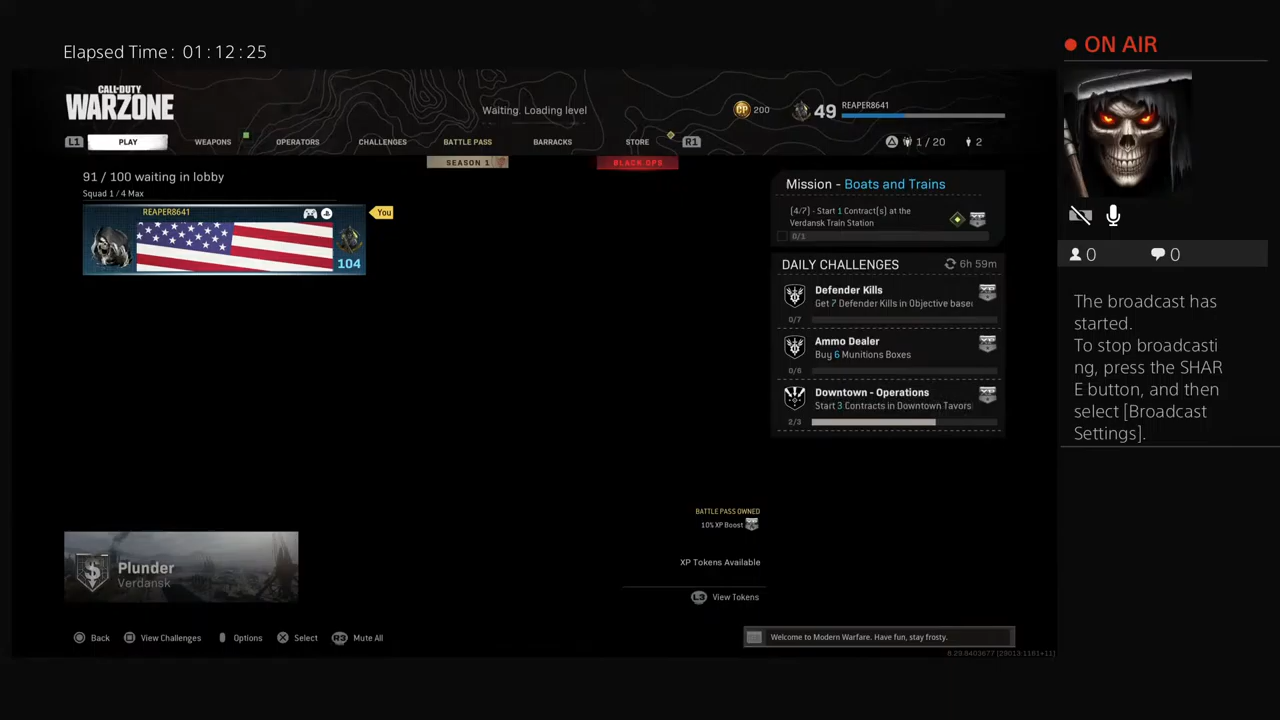 Elapsed Time: 01:12:25
ON AIR
CALL OF DUTY
WARZONE
Waiting. Loading level
CP 200
49
REAPER8641
L1
PLAY
WEAPONS
OPERATORS
CHALLENGES
BATTLE PASS
BARRACKS
STORE
R1
1 / 20
2
SEASON 1
BLACK OPS
91 / 100 waiting in lobby
Squad 1 / 4 Max
REAPER8641
You
104
Mission - Boats and Trains
(4/7) - Start 1 Contract(s) at the
Verdansk Train Station
0/1
DAILY CHALLENGES
6h 59m
Defender Kills
Get 7 Defender Kills in Objective base
0/7
Ammo Dealer
Buy 6 Munitions Boxes
0/6
Downtown - Operations
Start 3 Contracts in Downtown Tavors
2/3
0
0
The broadcast has
started.
To stop broadcasti
ng, press the SHAR
E button, and then
select [Broadcast
Settings].
BATTLE PASS OWNED
10% XP Boost
XP Tokens Available
L3 View Tokens
Plunder
Verdansk
Back
View Challenges
Options
Select
R3 Mute All
Welcome to Modern Warfare. Have fun, stay frosty.